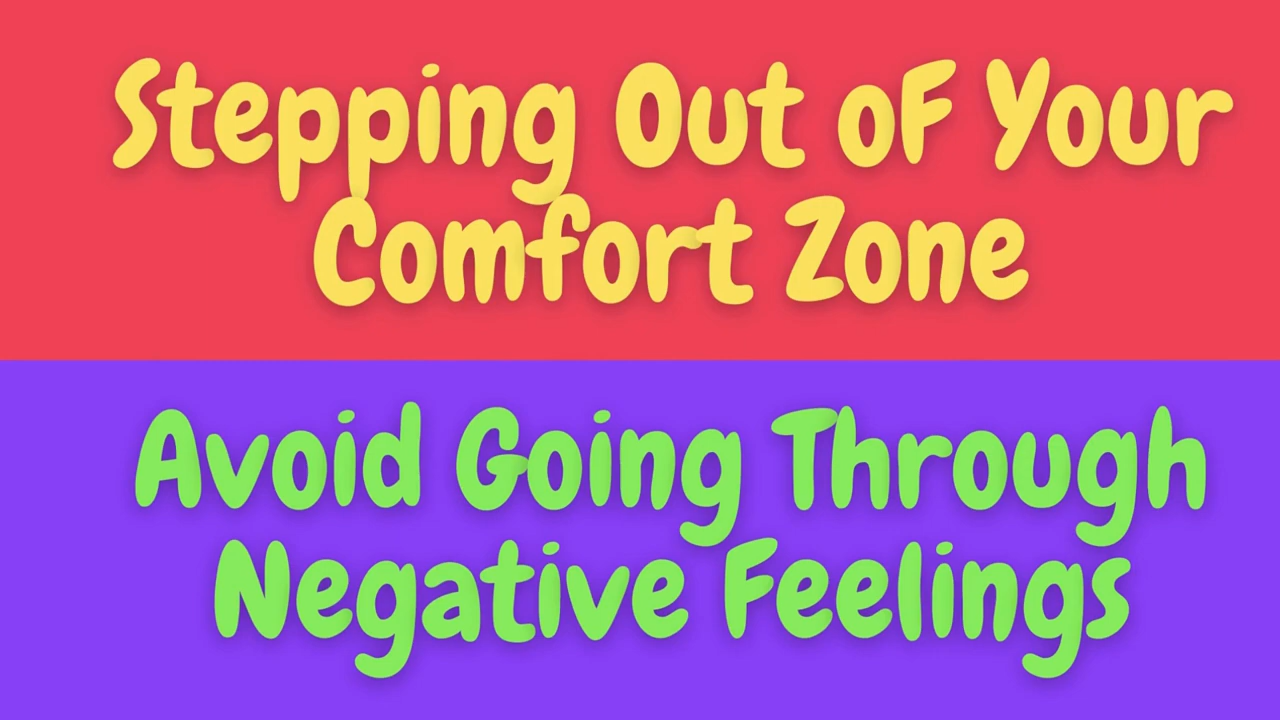 Stepping Out oF Your
Comfort Zone
Avoid Going Through
Negative Feelings